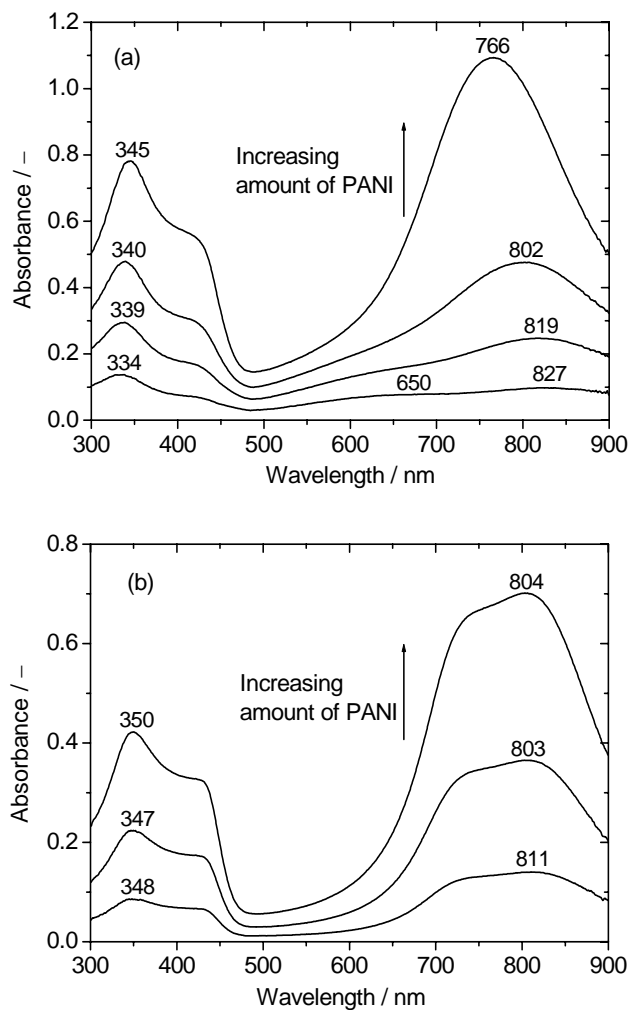 1.2
(a)
766
1.0
0.8
345
Increasing
amount of PANI
0.6
340
802
0.4
339
819
0.2
334
650
827
0.0
300 400 500 600 700 800 900
Absorbance / –
Wavelength / nm
0.8
(b)
804
0.6
Increasing
amount of PANI
350
0.4
803
347
0.2
348
811
0.0
300 400 500 600 700 800 900
Absorbance / –
Wavelength / nm